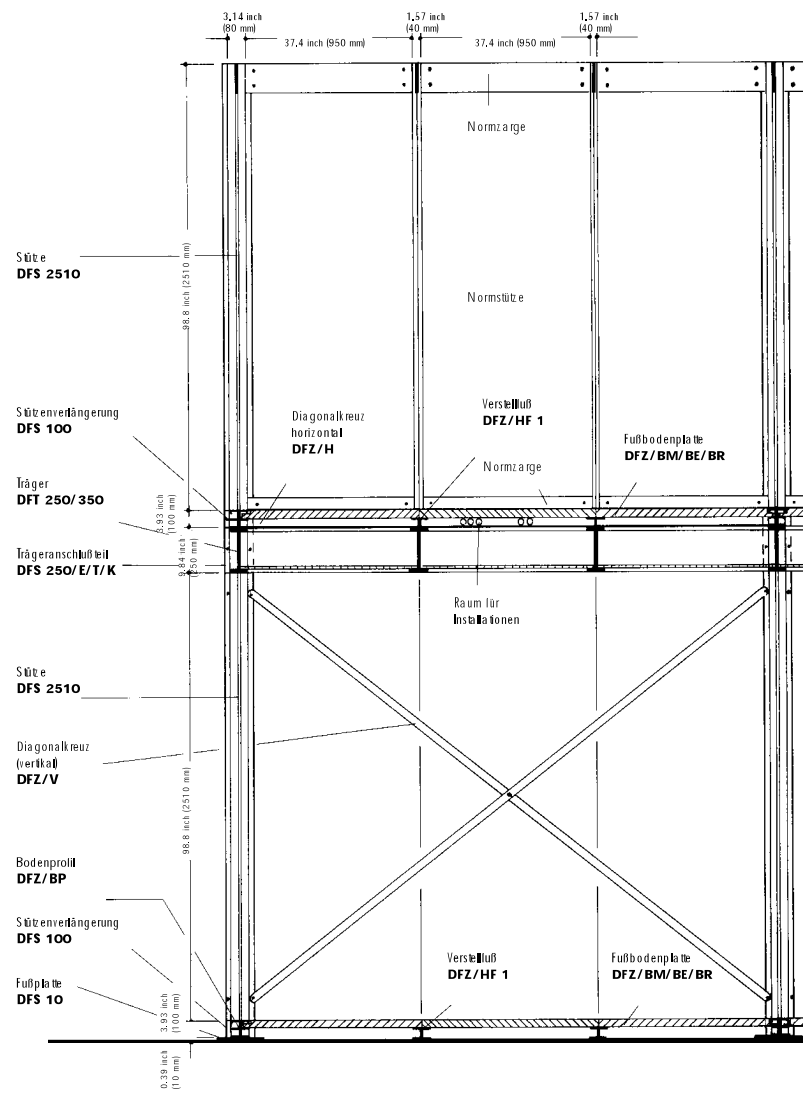 3.14 inch
(80 mm)
1.57 inch
(40 mm)
1.57 inch
(40 mm)
37.4 inch (950 mm)
37.4 inch (950 mm)
Normzarge
98.8 inch (2510 mm)
Stütze
DFS 2510
Normstütze
Stützenverlängerung
DFS 100
Diagonalkreuz
horizontal
DFZ/H
Verstellfuß
DFZ/HF 1
Fußbodenplatte
DFZ/BM/BE/BR
Normzarge
Träger
DFT 250/350
3.93 inch
(100 mm)
Trägeranschlußteil
DFS 250/E/T/K
9.84 inch
(250 mm)
Raum für
Installationen
Stütze
DFS 2510
Diagonalkreuz
(vertikal)
DFZ/V
98.8 inch (2510 mm)
Bodenprofil
DFZ/BP
Stützenverlängerung
DFS 100
Fußplatte
DFS 10
Verstellfuß
DFZ/HF 1
Fußbodenplatte
DFZ/BM/BE/BR
3.93 inch
(100 mm)
0.39 inch
(10 mm)